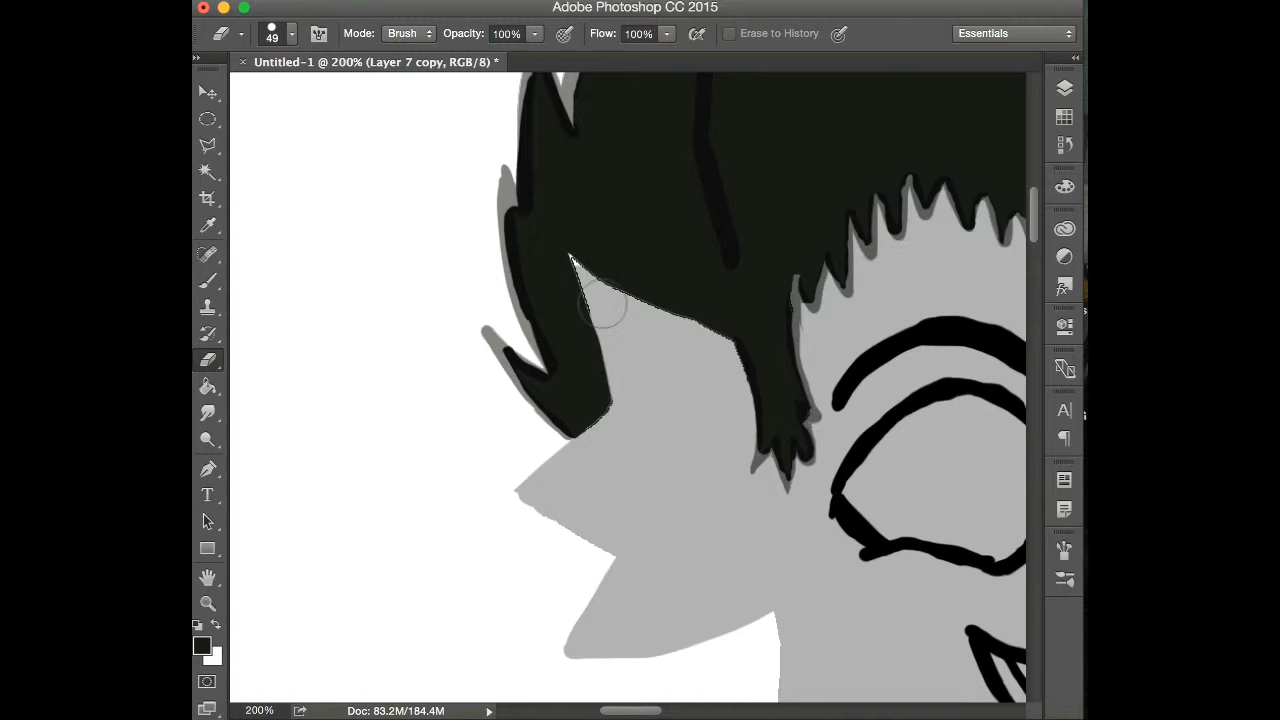 Adobe Photoshop CC 2015
49 Mode: Brush Opacity: 100% Flow: 100% Erase to History Essentials
× Untitled-1 @ 200% (Layer 7 copy, RGB/8) *
200% Doc: 83.2M/184.4M